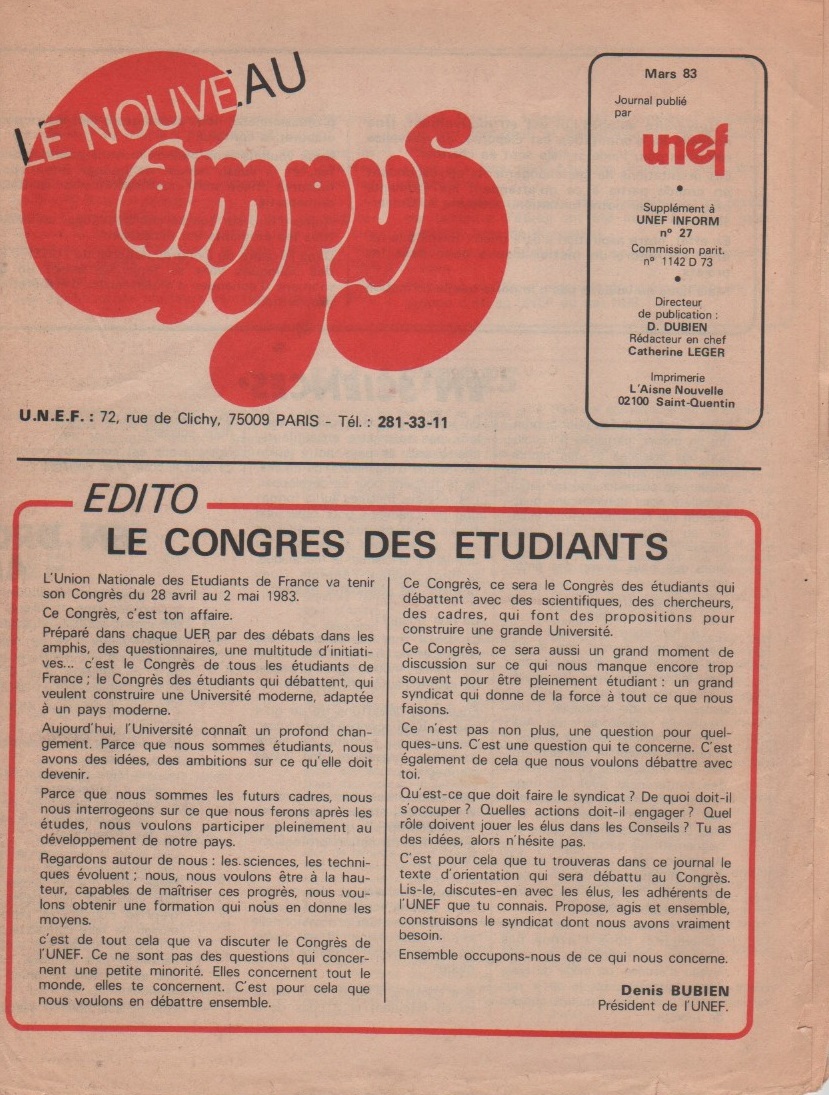 LE NOUVEAU
Campus
Mars 83
Journal publié
par
unef
•
Supplément à
UNEF INFORM
nº 27
Commission parit.
nº 1142 D 73
•
Directeur
de publication :
D. DUBIEN
Rédacteur en chef
Catherine LEGER
Imprimerie
L'Aisne Nouvelle
02100 Saint-Quentin
U.N.E.F. : 72, rue de Clichy, 75009 PARIS - Tél. : 281-33-11
EDITO
LE CONGRES DES ETUDIANTS
L'Union Nationale des Etudiants de France va tenir
son Congrès du 28 avril au 2 mai 1983.
Ce Congrès, c'est ton affaire.
Préparé dans chaque UER par des débats dans les
amphis, des questionnaires, une multitude d'initiati-
ves... c'est le Congrès de tous les étudiants de
France ; le Congrès des étudiants qui débattent, qui
veulent construire une Université moderne, adaptée
à un pays moderne.
Aujourd'hui, l'Université connaît un profond chan-
gement. Parce que nous sommes étudiants, nous
avons des idées, des ambitions sur ce qu'elle doit
devenir.
Parce que nous sommes les futurs cadres, nous
nous interrogeons sur ce que nous ferons après les
études, nous voulons participer pleinement au
développement de notre pays.
Regardons autour de nous : les sciences, les techni-
ques évoluent ; nous, nous voulons être à la hau-
teur, capables de maîtriser ces progrès, nous vou-
lons obtenir une formation qui nous en donne les
moyens.
c'est de tout cela que va discuter le Congrès de
l'UNEF. Ce ne sont pas des questions qui concer-
nent une petite minorité. Elles concernent tout le
monde, elles te concernent. C'est pour cela que
nous voulons en débattre ensemble.
Ce Congrès, ce sera le Congrès des étudiants qui
débattent avec des scientifiques, des chercheurs,
des cadres, qui font des propositions pour
construire une grande Université.
Ce Congrès, ce sera aussi un grand moment de
discussion sur ce qui nous manque encore trop
souvent pour être pleinement étudiant : un grand
syndicat qui donne de la force à tout ce que nous
faisons.
Ce n'est pas non plus, une question pour quel-
ques-uns. C'est une question qui te concerne. C'est
également de cela que nous voulons débattre avec
toi.
Qu'est-ce que doit faire le syndicat ? De quoi doit-il
s'occuper ? Quelles actions doit-il engager ? Quel
rôle doivent jouer les élus dans les Conseils ? Tu as
des idées, alors n'hésite pas.
C'est pour cela que tu trouveras dans ce journal le
texte d'orientation qui sera débattu au Congrès.
Lis-le, discutes-en avec les élus, les adhérents de
l'UNEF que tu connais. Propose, agis et ensemble,
construisons le syndicat dont nous avons vraiment
besoin.
Ensemble occupons-nous de ce qui nous concerne.
Denis BUBIEN
Président de l'UNEF.